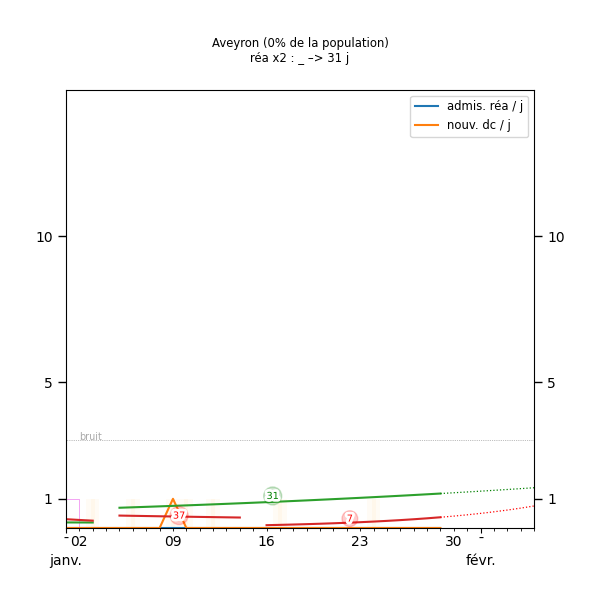 Aveyron (0% de la population)
réa x2 : _ –> 31 j
admis. réa / j
nouv. dc / j
10 10
5 5
bruit
31
1 1
37 7
02 09 16 23 30 -
janv. févr.